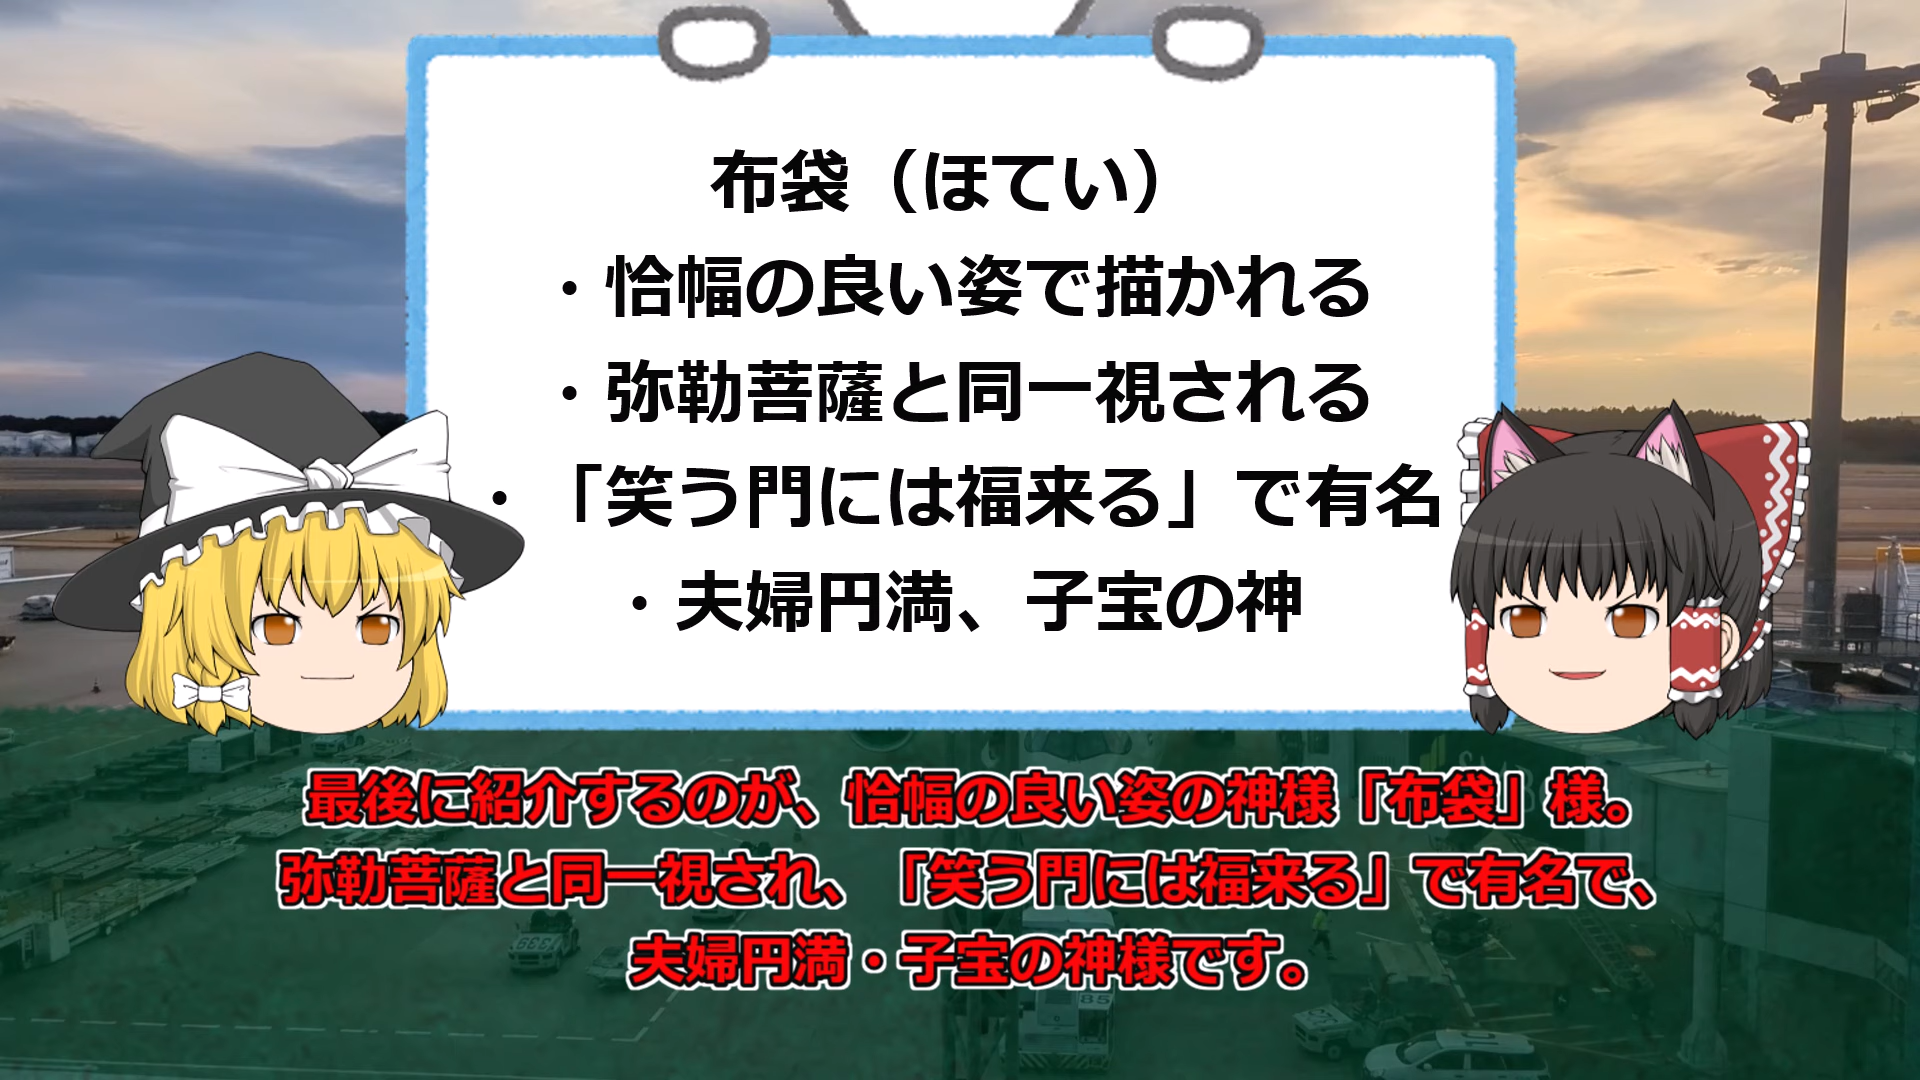 布袋（ほてい）
・恰幅の良い姿で描かれる
・弥勒菩薩と同一視される
・「笑う門には福来る」で有名
・夫婦円満、子宝の神
最後に紹介するのが、恰幅の良い姿の神様「布袋」様。
弥勒菩薩と同一視され、「笑う門には福来る」で有名で、
夫婦円満・子宝の神様です。
85